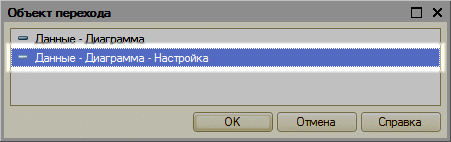 Объект перехода
Данные - Диаграмма
Данные - Диаграмма - Настройка
OK Отмена Справка